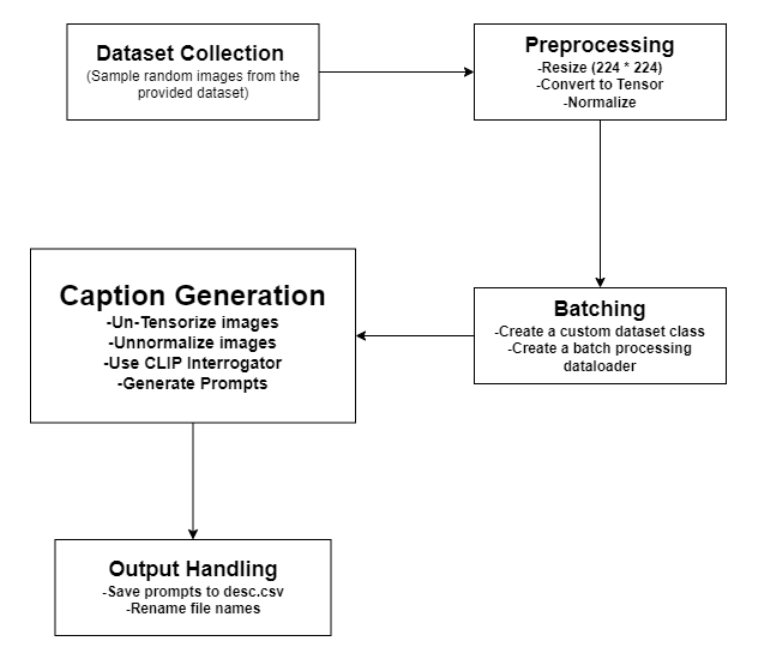 Dataset Collection
(Sample random images from the
provided dataset)
Preprocessing
-Resize (224 * 224)
-Convert to Tensor
-Normalize
Batching
-Create a custom dataset class
-Create a batch processing
dataloader
Caption Generation
-Un-Tensorize images
-Unnormalize images
-Use CLIP Interrogator
-Generate Prompts
Output Handling
-Save prompts to desc.csv
-Rename file names